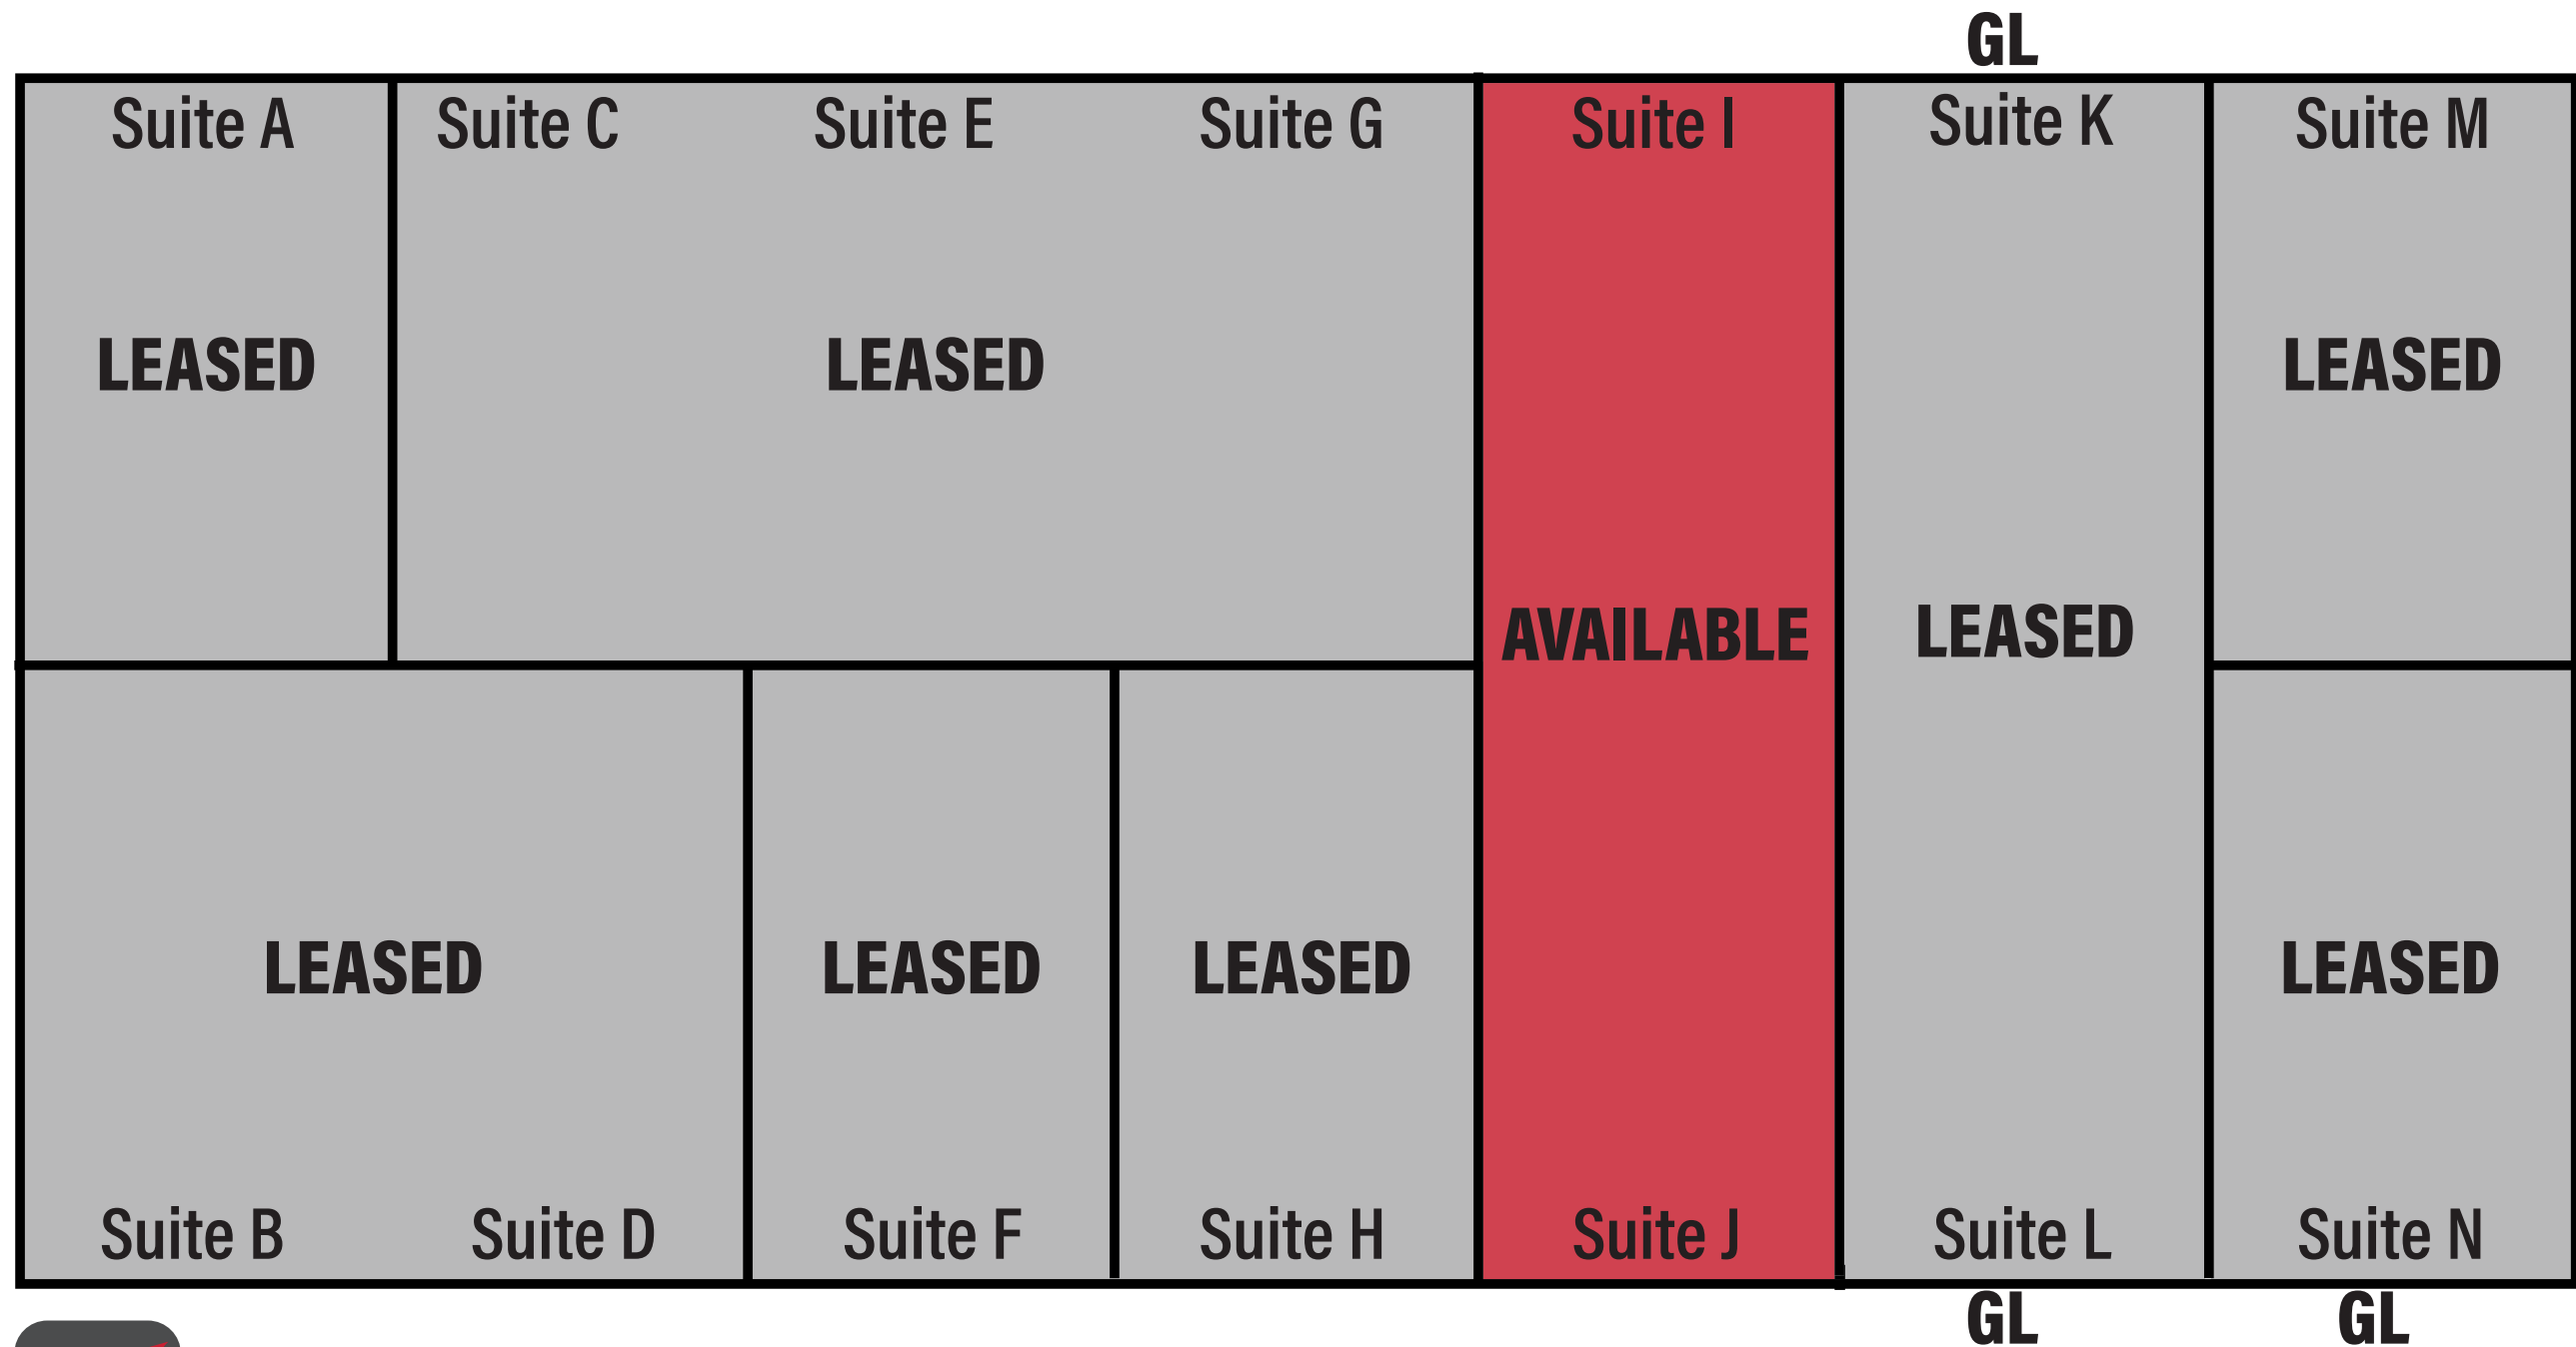 GL
Suite A Suite C Suite E Suite G Suite I Suite K Suite M
LEASED LEASED LEASED
AVAILABLE LEASED
LEASED LEASED LEASED LEASED
Suite B Suite D Suite F Suite H Suite J Suite L Suite N
GL GL